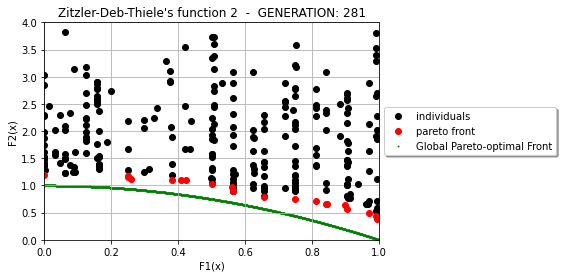 Zitzler-Deb-Thiele's function 2 - GENERATION: 281
4.0
3.5
3.0
2.5
2.0
1.5
1.0
0.5
0.0
F2(x)
0.0 0.2 0.4 0.6 0.8 1.0
F1(x)
individuals
pareto front
Global Pareto-optimal Front